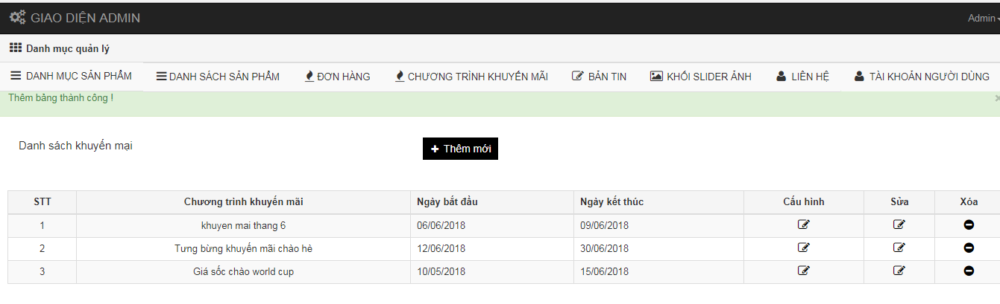 GIAO DIỆN ADMIN Admin
Danh mục quản lý
DANH MỤC SẢN PHẨM DANH SÁCH SẢN PHẨM ĐƠN HÀNG CHƯƠNG TRÌNH KHUYẾN MÃI BẢN TIN KHỐI SLIDER ẢNH LIÊN HỆ TÀI KHOẢN NGƯỜI DÙNG
Thêm bảng thành công ! ×
Danh sách khuyến mại + Thêm mới
STT Chương trình khuyến mãi Ngày bắt đầu Ngày kết thúc Cấu hình Sửa Xóa
1 khuyen mai thang 6 06/06/2018 09/06/2018
2 Tưng bừng khuyến mãi chào hè 12/06/2018 30/06/2018
3 Giá sốc chào world cup 10/05/2018 15/06/2018